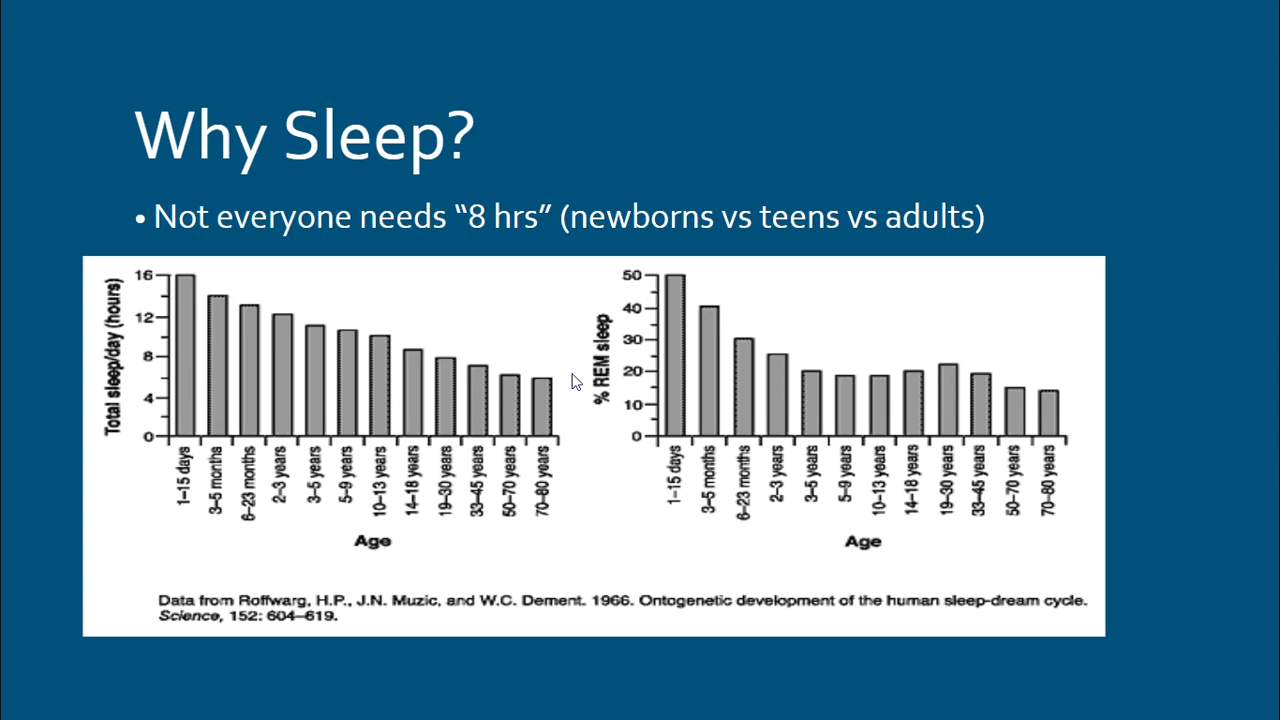 Why Sleep?
• Not everyone needs “8 hrs” (newborns vs teens vs adults)
Total sleep/day (hours)
16
12
8
4
0
1–15 days
3–5 months
6–23 months
2–3 years
3–5 years
5–9 years
10–13 years
14–18 years
19–30 years
33–45 years
50–70 years
70–80 years
Age
% REM sleep
50
40
30
20
10
0
1–15 days
3–5 months
6–23 months
2–3 years
3–5 years
5–9 years
10–13 years
14–18 years
19–30 years
33–45 years
50–70 years
70–80 years
Age
Data from Roffwarg, H.P., J.N. Muzic, and W.C. Dement. 1966. Ontogenetic development of the human sleep-dream cycle.
Science, 152: 604–619.